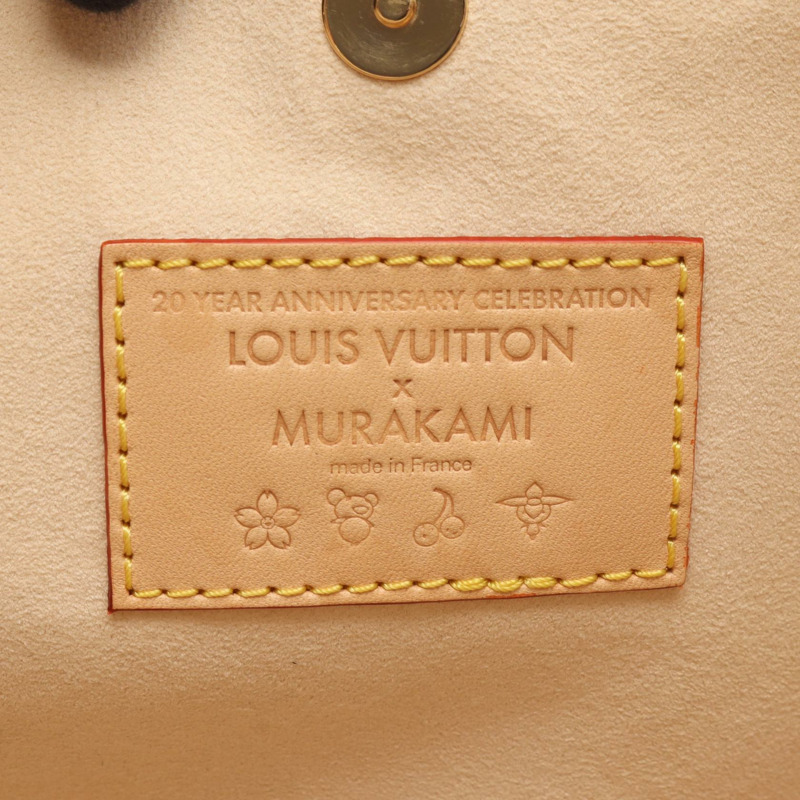 20 YEAR ANNIVERSARY CELEBRATION
LOUIS VUITTON
x
MURAKAMI
made in France